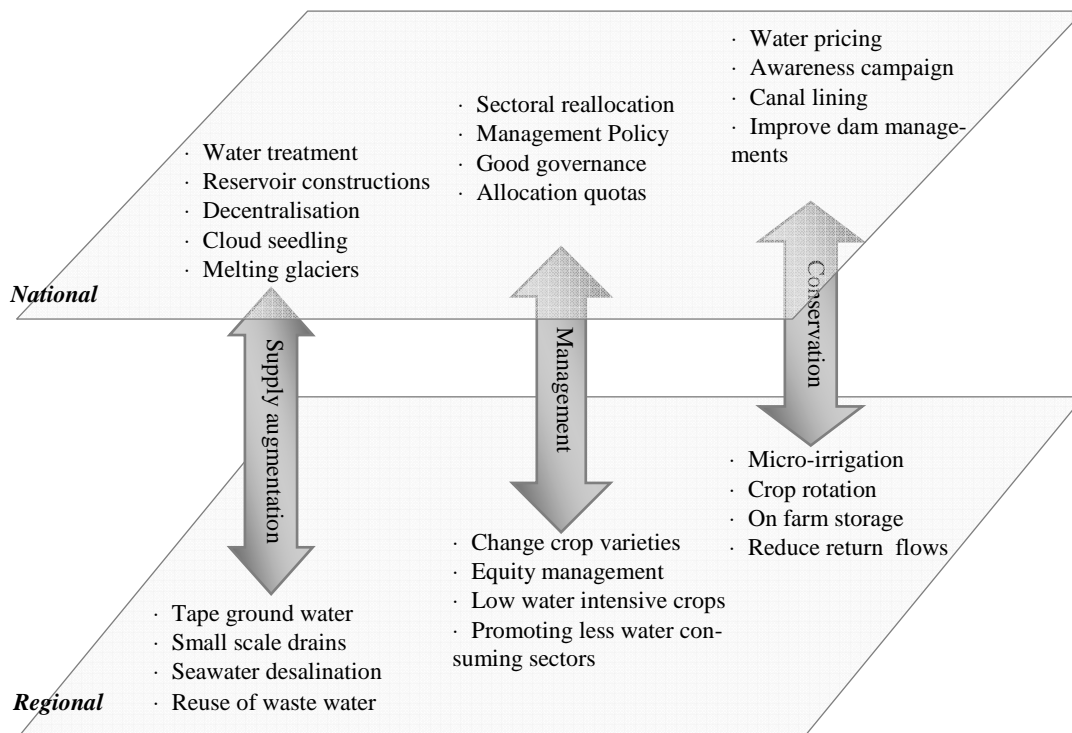 · Water treatment
· Reservoir constructions
· Decentralisation
· Cloud seedling
· Melting glaciers
· Sectoral reallocation
· Management Policy
· Good governance
· Allocation quotas
· Water pricing
· Awareness campaign
· Canal lining
· Improve dam manage-
ments
National
Supply augmentation
Management
Conservation
· Tape ground water
· Small scale drains
· Seawater desalination
· Reuse of waste water
· Change crop varieties
· Equity management
· Low water intensive crops
· Promoting less water con-
suming sectors
· Micro-irrigation
· Crop rotation
· On farm storage
· Reduce return flows
Regional